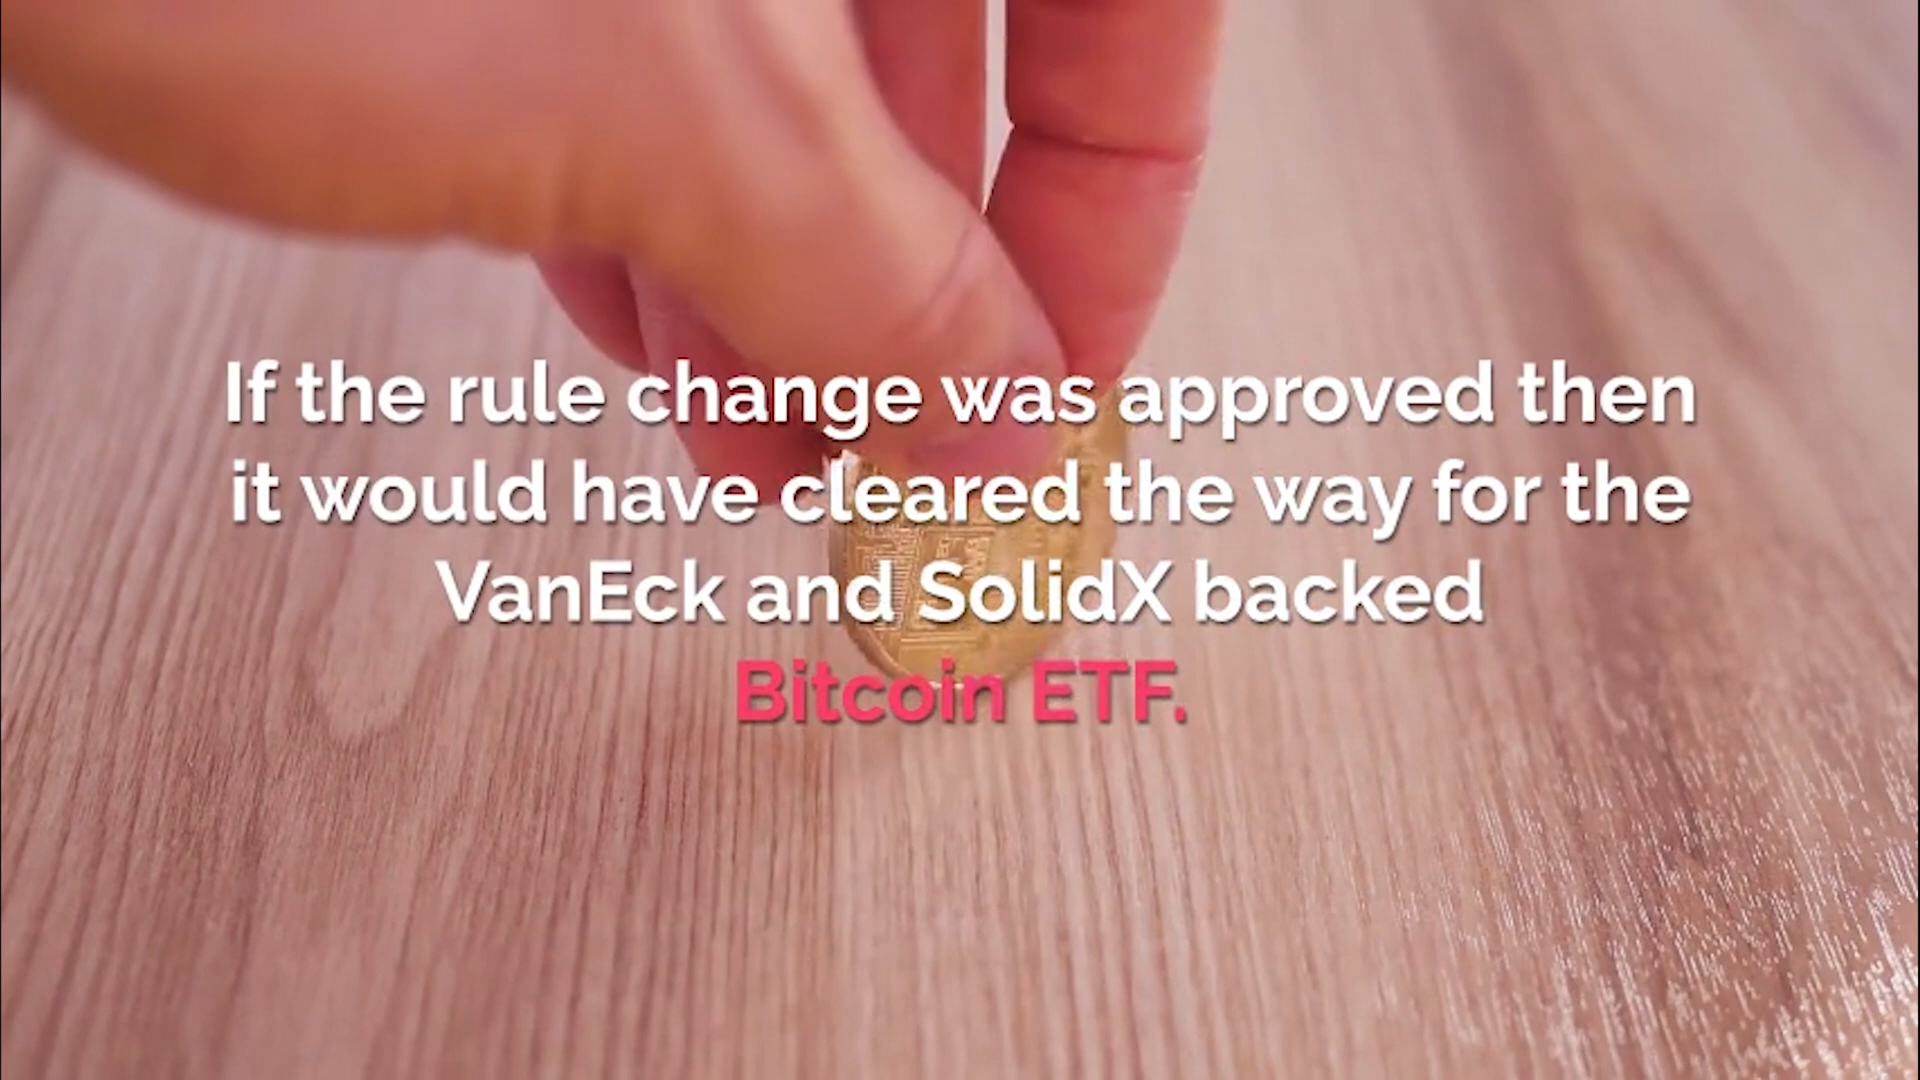 If the rule change was approved then
it would have cleared the way for the
VanEck and SolidX backed
Bitcoin ETF.